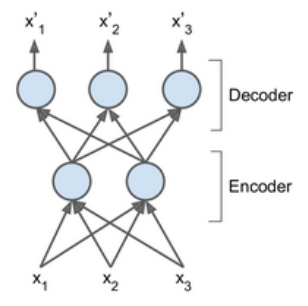 x'1 x'2 x'3
Decoder
Encoder
x1 x2 x3